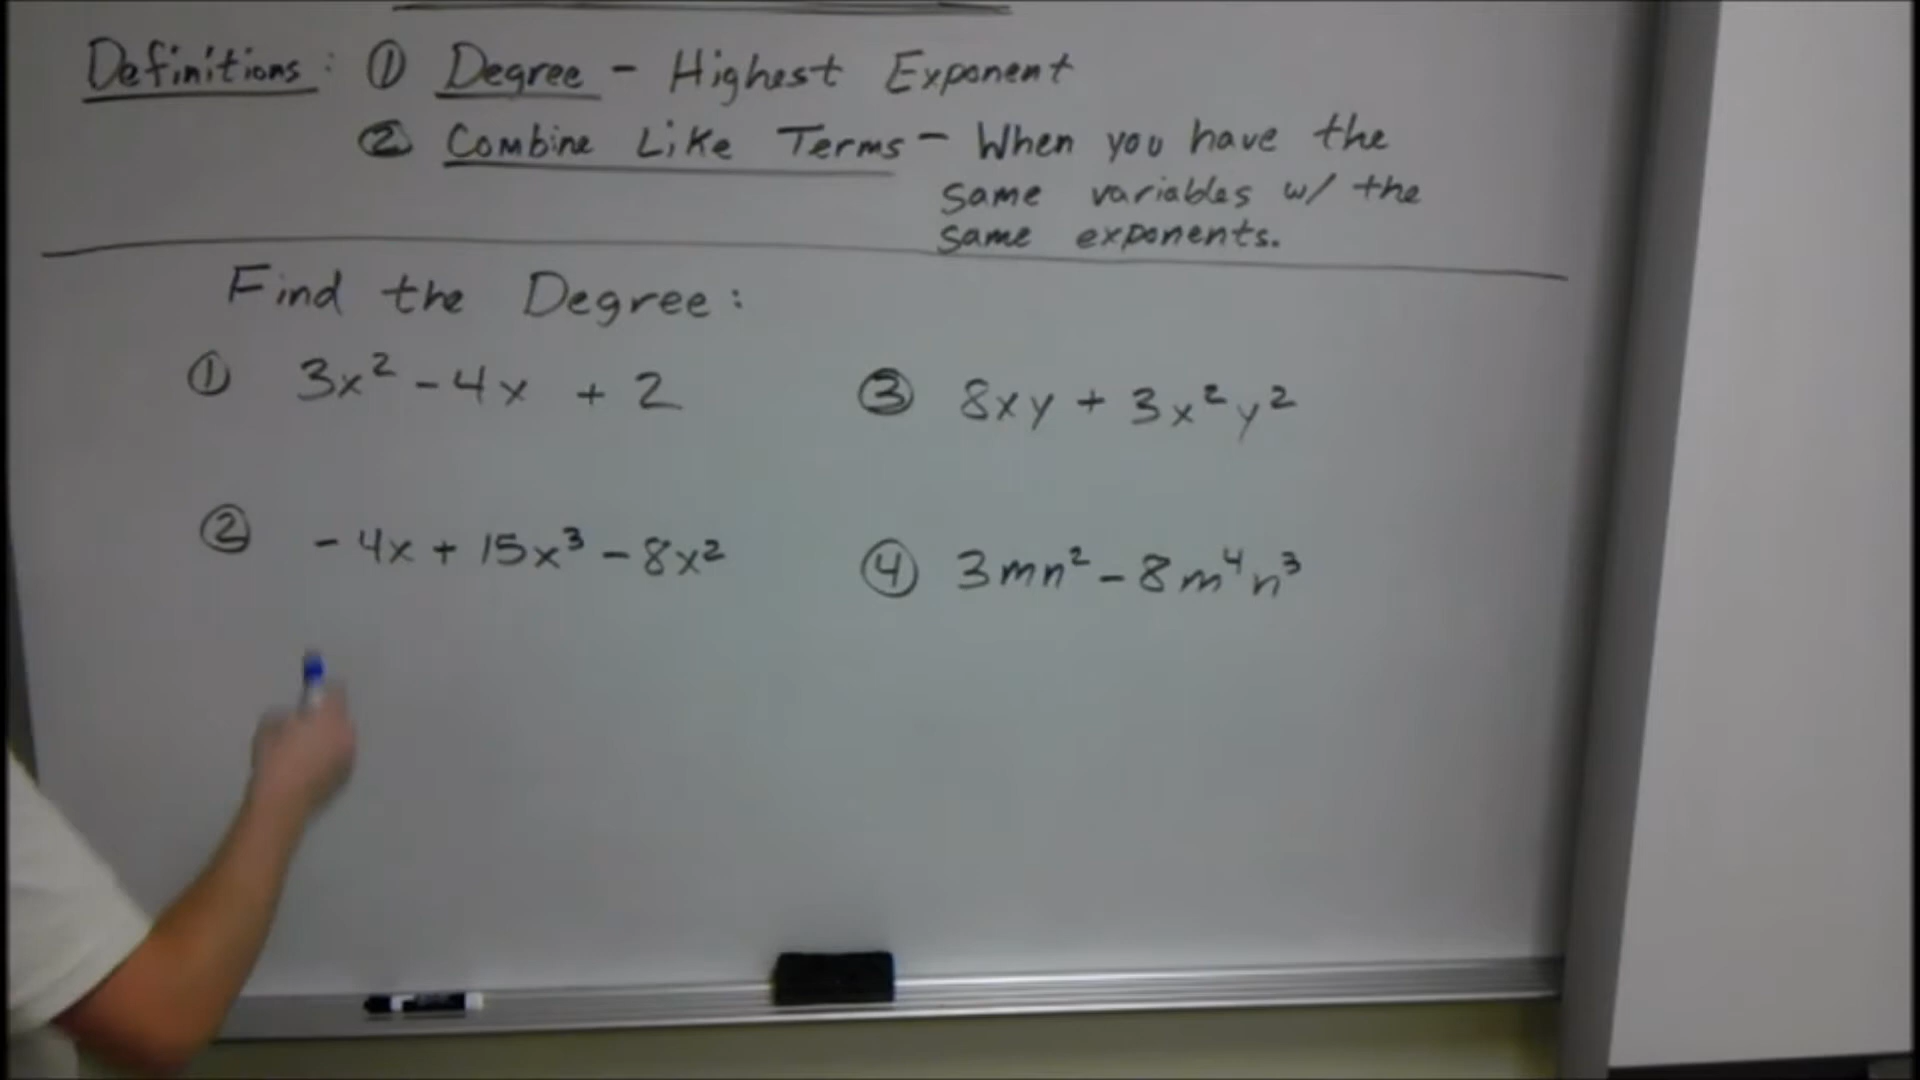 Definitions: ① Degree - Highest Exponent
② Combine Like Terms - When you have the
same variables w/ the
same exponents.
Find the Degree:
① 3x² - 4x + 2
③ 8xy + 3x²y²
② - 4x + 15x³ - 8x²
④ 3mn² - 8m⁴n³